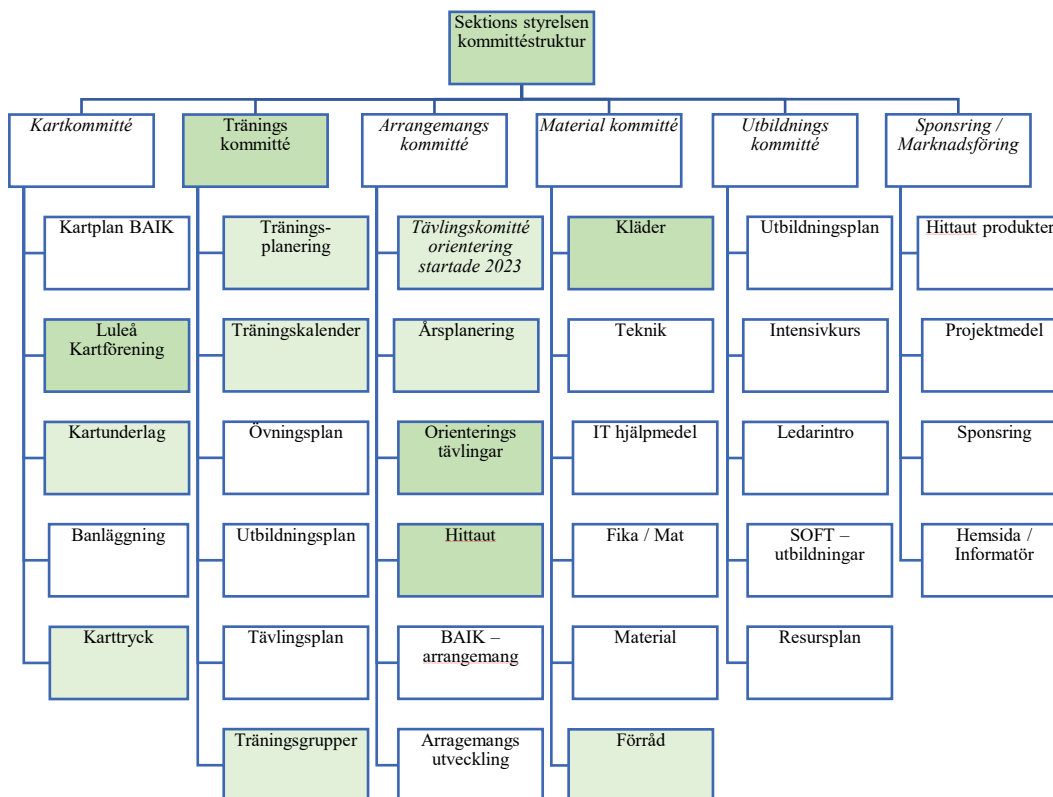 Sektions styrelsen
kommittéstruktur
Kartkommitté
Tränings
kommitté
Arrangemangs
kommitté
Material kommitté
Utbildnings
kommitté
Sponsring /
Marknadsföring
Kartplan BAIK
Luleå
Kartförening
Kartunderlag
Banläggning
Karttryck
Tränings-
planering
Träningskalender
Övningsplan
Utbildningsplan
Tävlingsplan
Träningsgrupper
Tävlingskomitté
orientering
startade 2023
Årsplanering
Orienterings
tävlingar
Hittaut
BAIK –
arrangemang
Arragemangs
utveckling
Kläder
Teknik
IT hjälpmedel
Fika / Mat
Material
Förråd
Utbildningsplan
Intensivkurs
Ledarintro
SOFT –
utbildningar
Resursplan
Hittaut produkter
Projektmedel
Sponsring
Hemsida /
Informatör